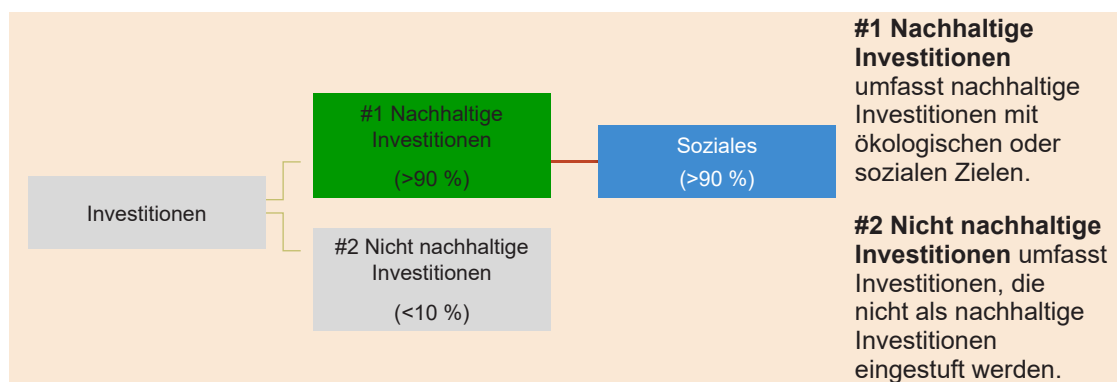 Investitionen
#1 Nachhaltige
Investitionen
(>90 %)
Soziales
(>90 %)
#2 Nicht nachhaltige
Investitionen
(<10 %)
#1 Nachhaltige
Investitionen
umfasst nachhaltige
Investitionen mit
ökologischen oder
sozialen Zielen.
#2 Nicht nachhaltige
Investitionen umfasst
Investitionen, die
nicht als nachhaltige
Investitionen
eingestuft werden.